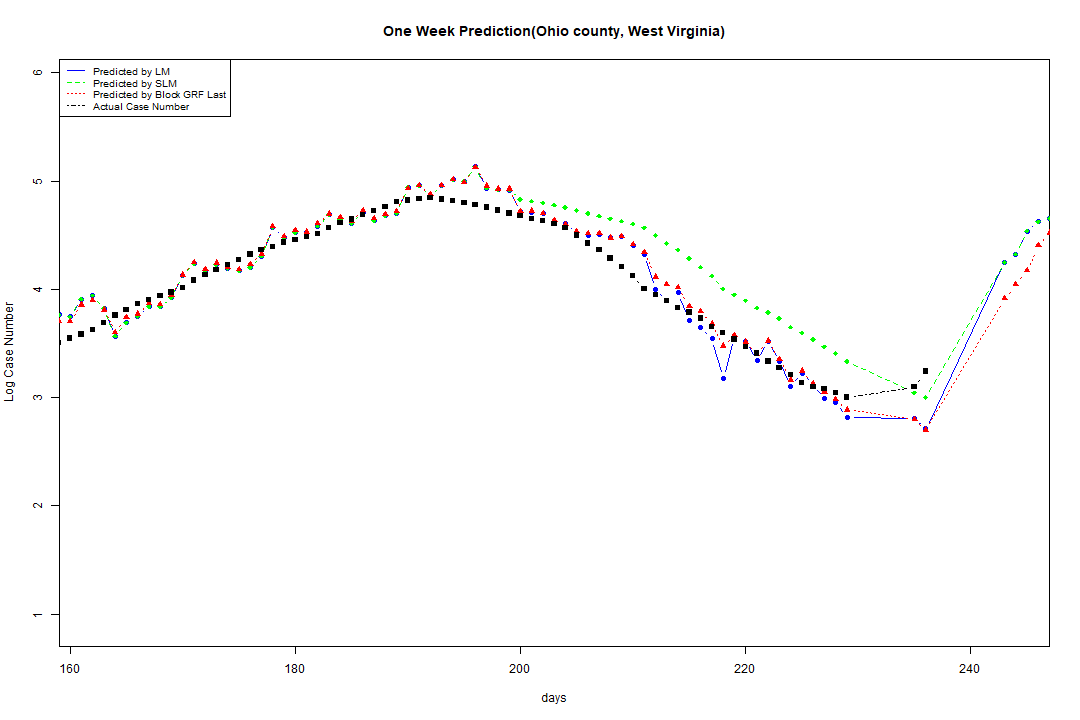 One Week Prediction(Ohio county, West Virginia)
Predicted by LM
Predicted by SLM
Predicted by Block GRF Last
Actual Case Number
6
5
4
3
2
1
Log Case Number
160
180
200
220
240
days